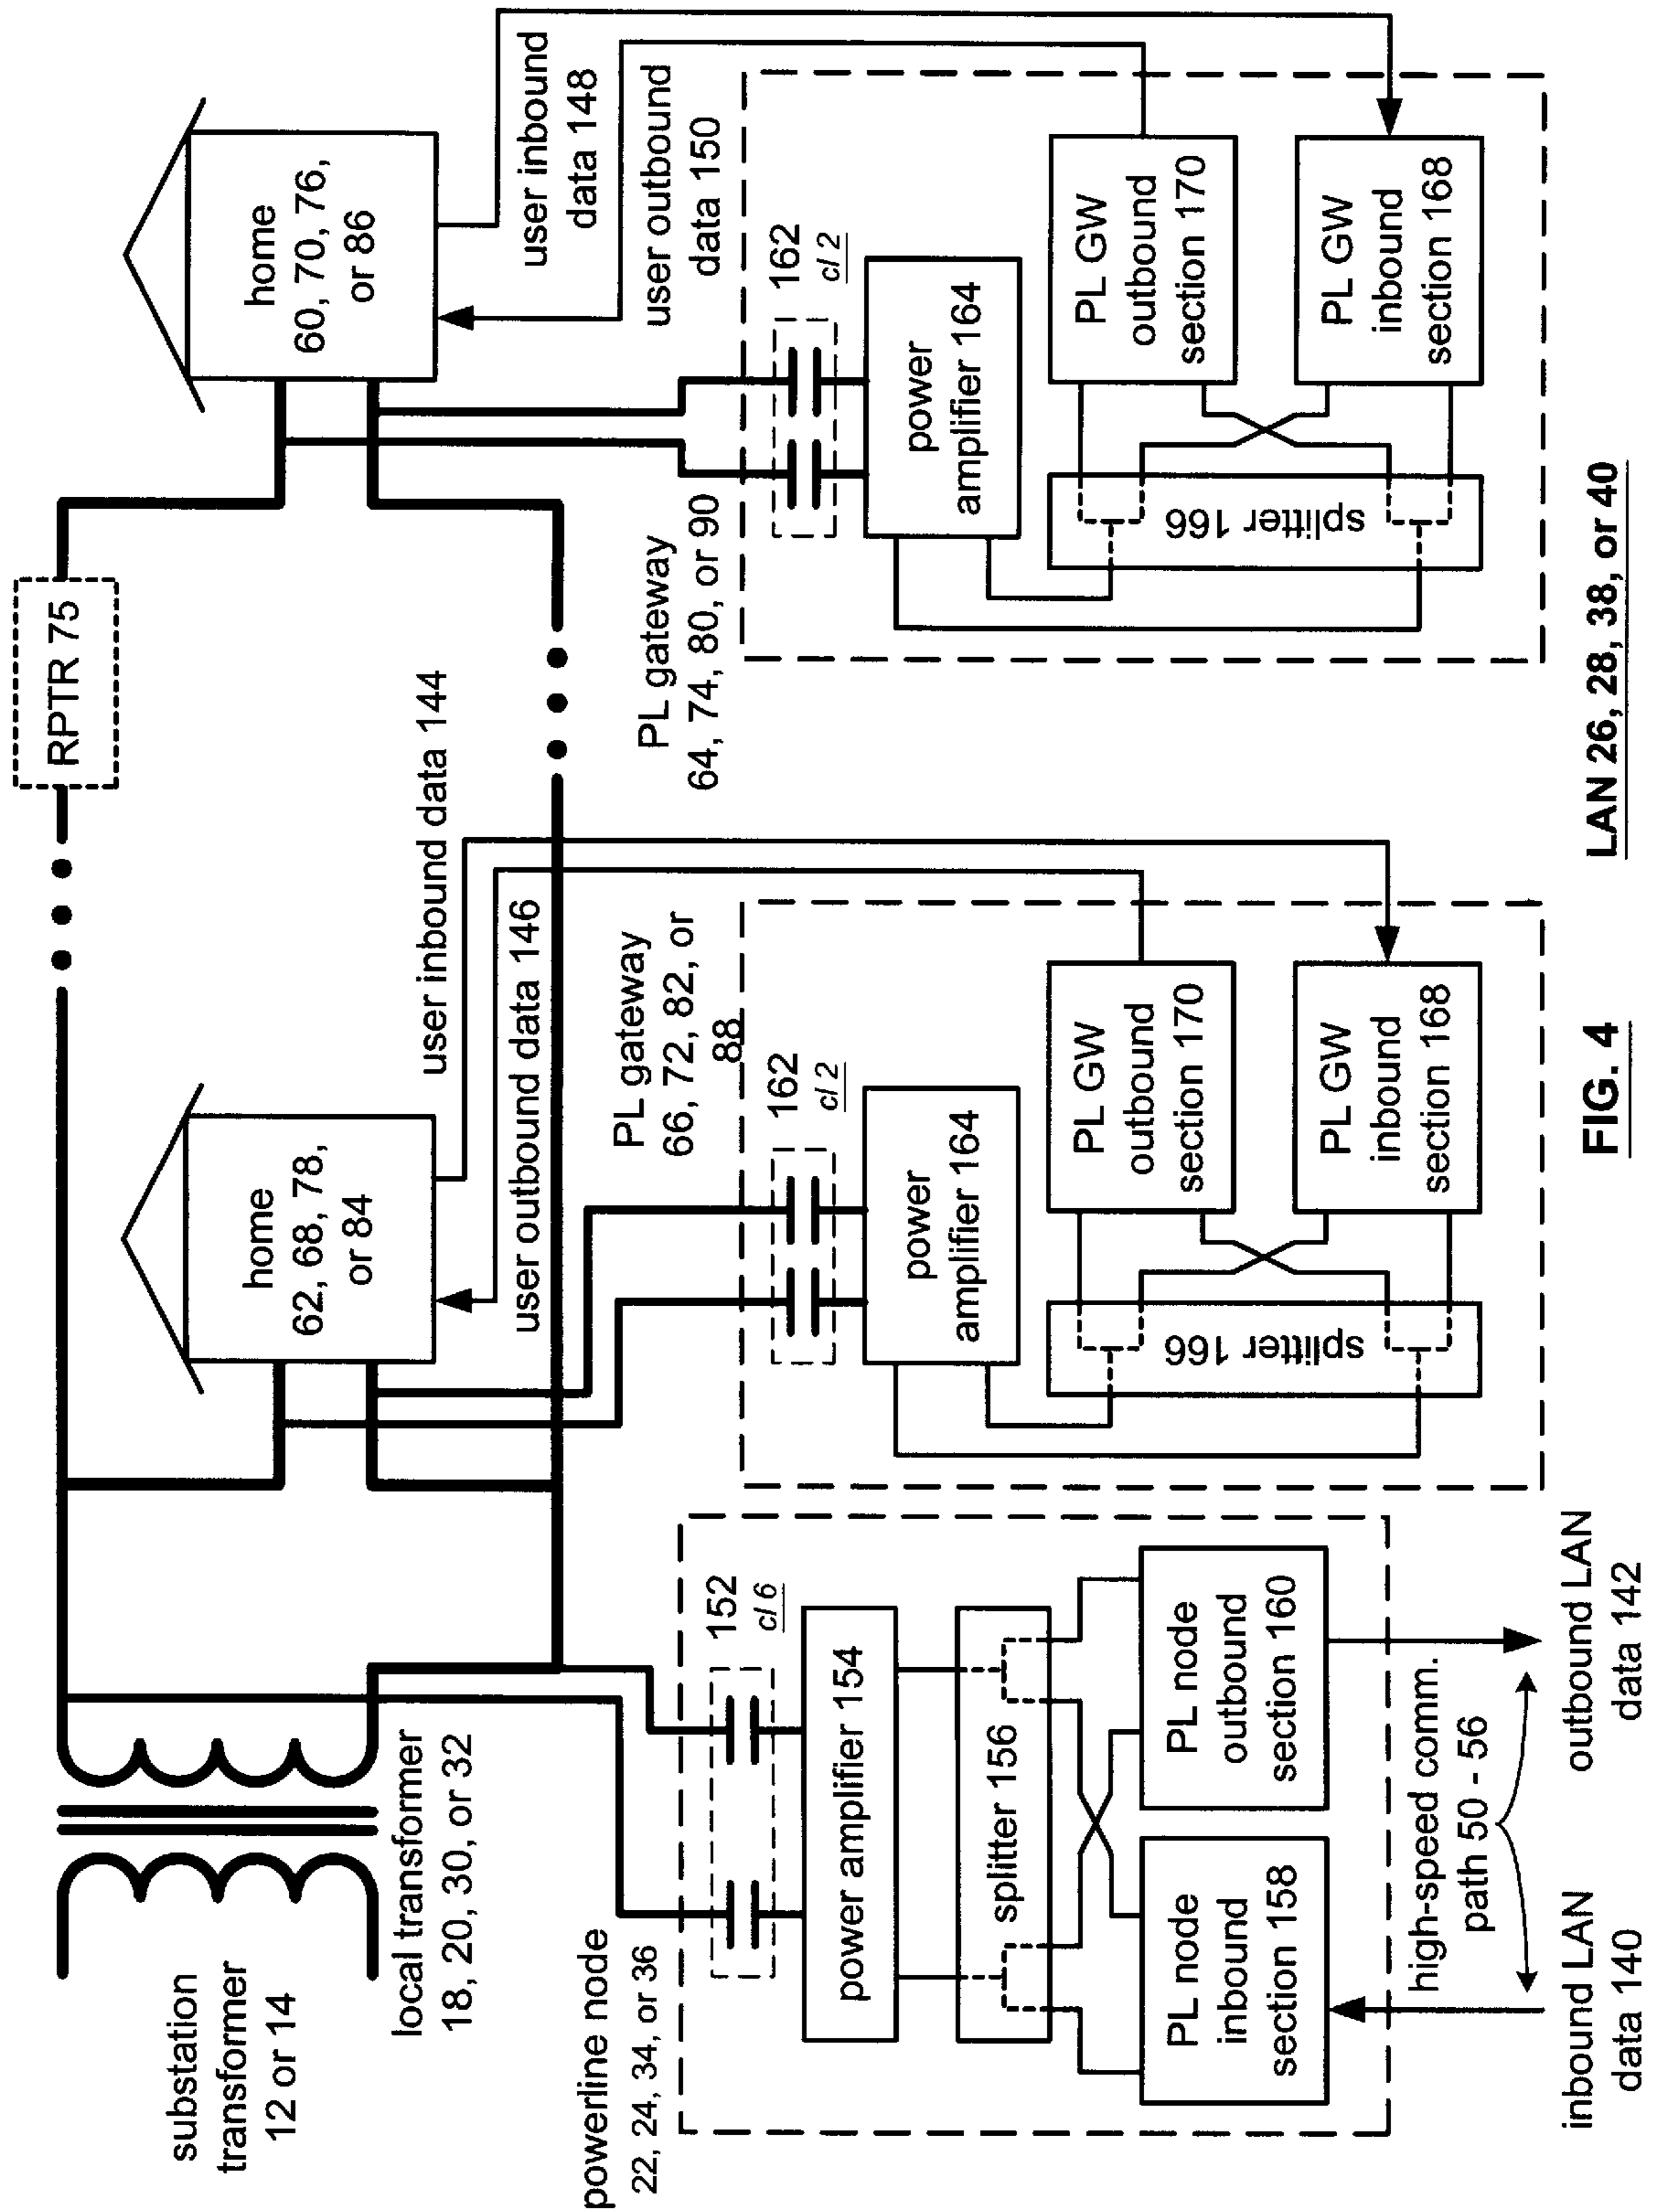 substation
transformer
12 or 14
local transformer
18, 20, 30, or 32
RPTR 75
home
62, 68, 78,
or 84
home
60, 70, 76,
or 86
user inbound data 144
user outbound data 146
user inbound
data 148
user outbound
data 150
powerline node
22, 24, 34, or 36
152
cl 6
power amplifier 154
splitter 156
PL node
inbound
section 158
PL node
outbound
section 160
high-speed comm.
path 50 - 56
inbound LAN
data 140
outbound LAN
data 142
PL gateway
66, 72, 82, or
88
162
cl 2
power
amplifier 164
splitter 166
PL GW
outbound
section 170
PL GW
inbound
section 168
PL gateway
64, 74, 80, or 90
162
cl 2
power
amplifier 164
splitter 166
PL GW
outbound
section 170
PL GW
inbound
section 168
FIG. 4
LAN 26, 28, 38, or 40